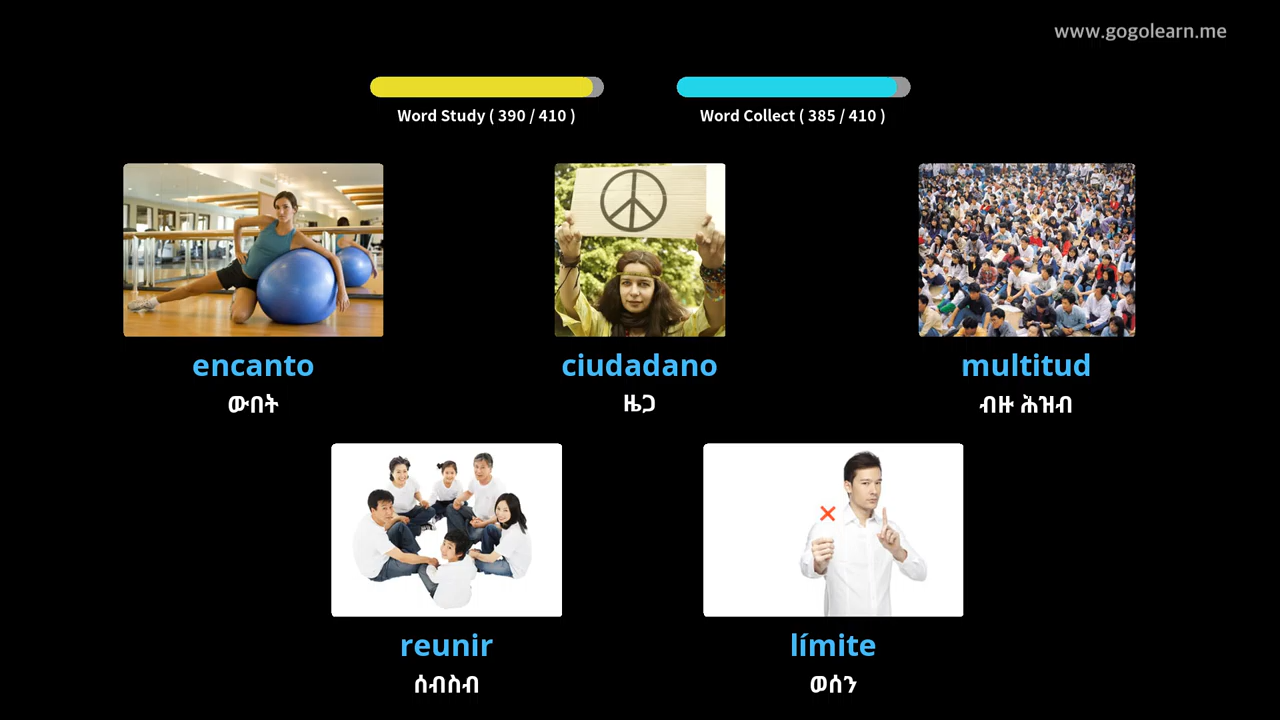 www.gogolearn.me
Word Study ( 390 / 410 )
Word Collect ( 385 / 410 )
encanto
ውበት
ciudadano
ዜጋ
multitud
ብዙ ሕዝብ
reunir
ሰብስብ
límite
ወሰን